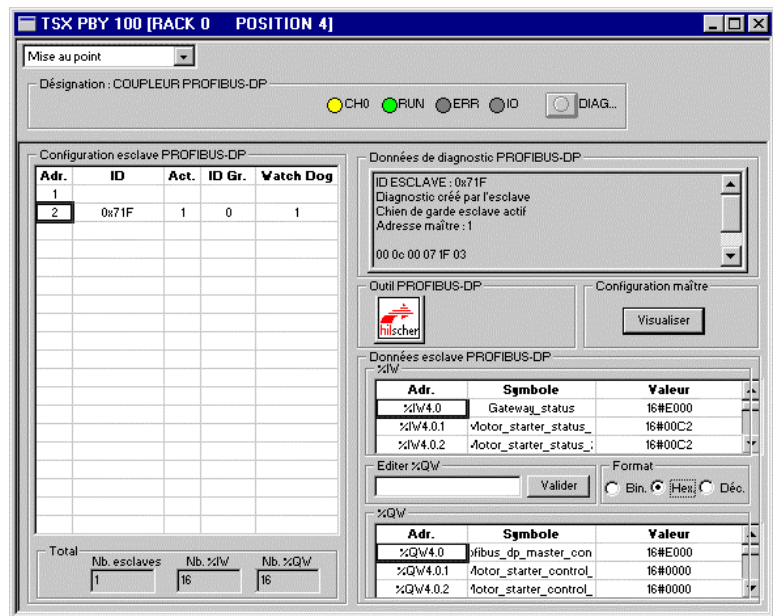 TSX PBY 100 [RACK 0 POSITION 4]
Mise au point
Désignation : COUPLEUR PROFIBUS-DP
CH0 RUN ERR IO DIAG...
Configuration esclave PROFIBUS-DP
Adr. ID Act. ID Gr. Watch Dog
1
2 0x71F 1 0 1
Total
Nb. esclaves Nb. %IW Nb. %QW
1 16 16
Données de diagnostic PROFIBUS-DP
ID ESCLAVE : 0x71F
Diagnostic créé par l'esclave
Chien de garde esclave actif
Adresse maître : 1
00 0c 00 07 1F 03
Outil PROFIBUS-DP
hilscher
Configuration maître
Visualiser
Données esclave PROFIBUS-DP
%IW
Adr. Symbole Valeur
%IW4.0 Gateway_status 16#E000
%IW4.0.1 Motor_starter_status_ 16#00C2
%IW4.0.2 Motor_starter_status_: 16#00C2
Editer %QW
Valider
Format
Bin. Hex. Déc.
%QW
Adr. Symbole Valeur
%QW4.0 ofibus_dp_master_con 16#E000
%QW4.0.1 Motor_starter_control_ 16#0000
%QW4.0.2 Motor_starter_control_ 16#0000